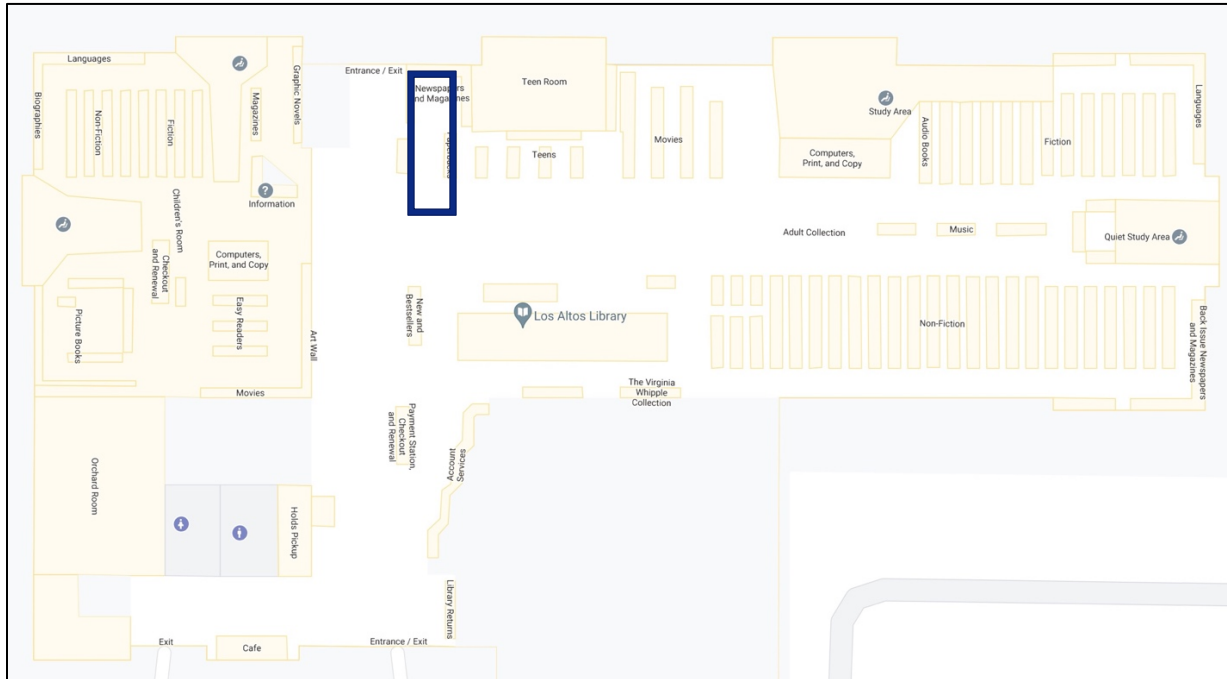 Languages
Biographies
Non-Fiction
Fiction
Magazines
Graphic Novels
Information
Children's Room
Checkout
and Renewal
Computers,
Print, and Copy
Easy Readers
Picture Books
Movies
Art Wall
Entrance / Exit
Newspapers
and Magazines
Teen Room
Teens
Movies
Study Area
Computers,
Print, and Copy
Audio Books
Fiction
Languages
Adult Collection
Music
Quiet Study Area
New and
Bestsellers
Los Altos Library
Non-Fiction
Back Issue Newspapers
and Magazines
The Virginia
Whipple
Collection
Payment Station,
Checkout
and Renewal
Account
Services
Orchard Room
Holds Pickup
Library Returns
Exit
Cafe
Entrance / Exit